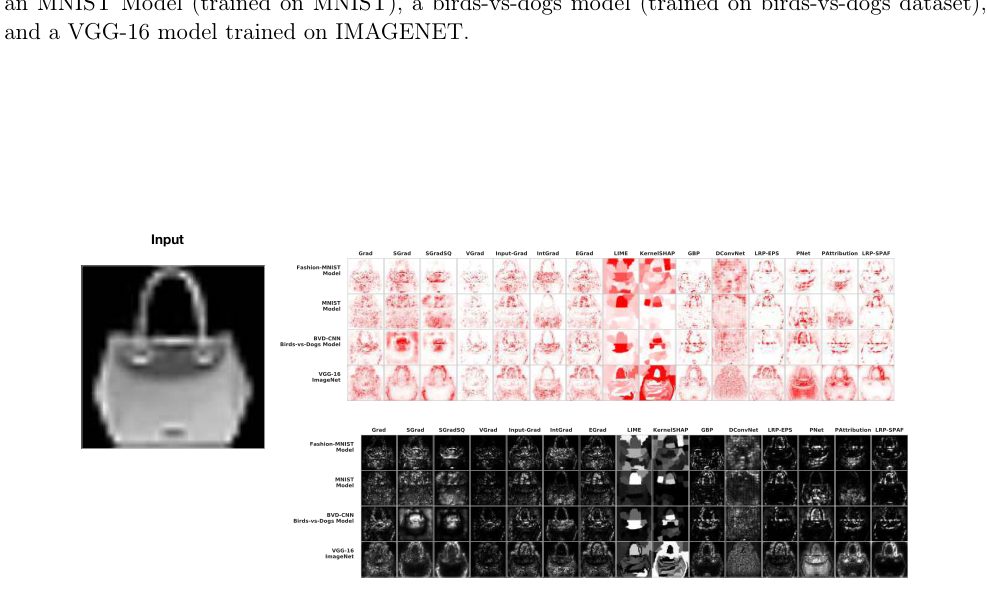 an MNIST Model (trained on MNIST), a birds-vs-dogs model (trained on birds-vs-dogs dataset),
and a VGG-16 model trained on IMAGENET.
Input
Grad SGrad SGradSQ VGrad Input-Grad IntGrad EGrad LIME KernelSHAP GBP DConvNet LRP-EPS PNet PAttribution LRP-SPAF
Fashion-MNIST
Model
MNIST
Model
BVD-CNN
Birds-vs-Dogs Model
VGG-16
ImageNet
Grad SGrad SGradSQ VGrad Input-Grad IntGrad EGrad LIME KernelSHAP GBP DConvNet LRP-EPS PNet PAttribution LRP-SPAF
Fashion-MNIST
Model
MNIST
Model
BVD-CNN
Birds-vs-Dogs Model
VGG-16
ImageNet